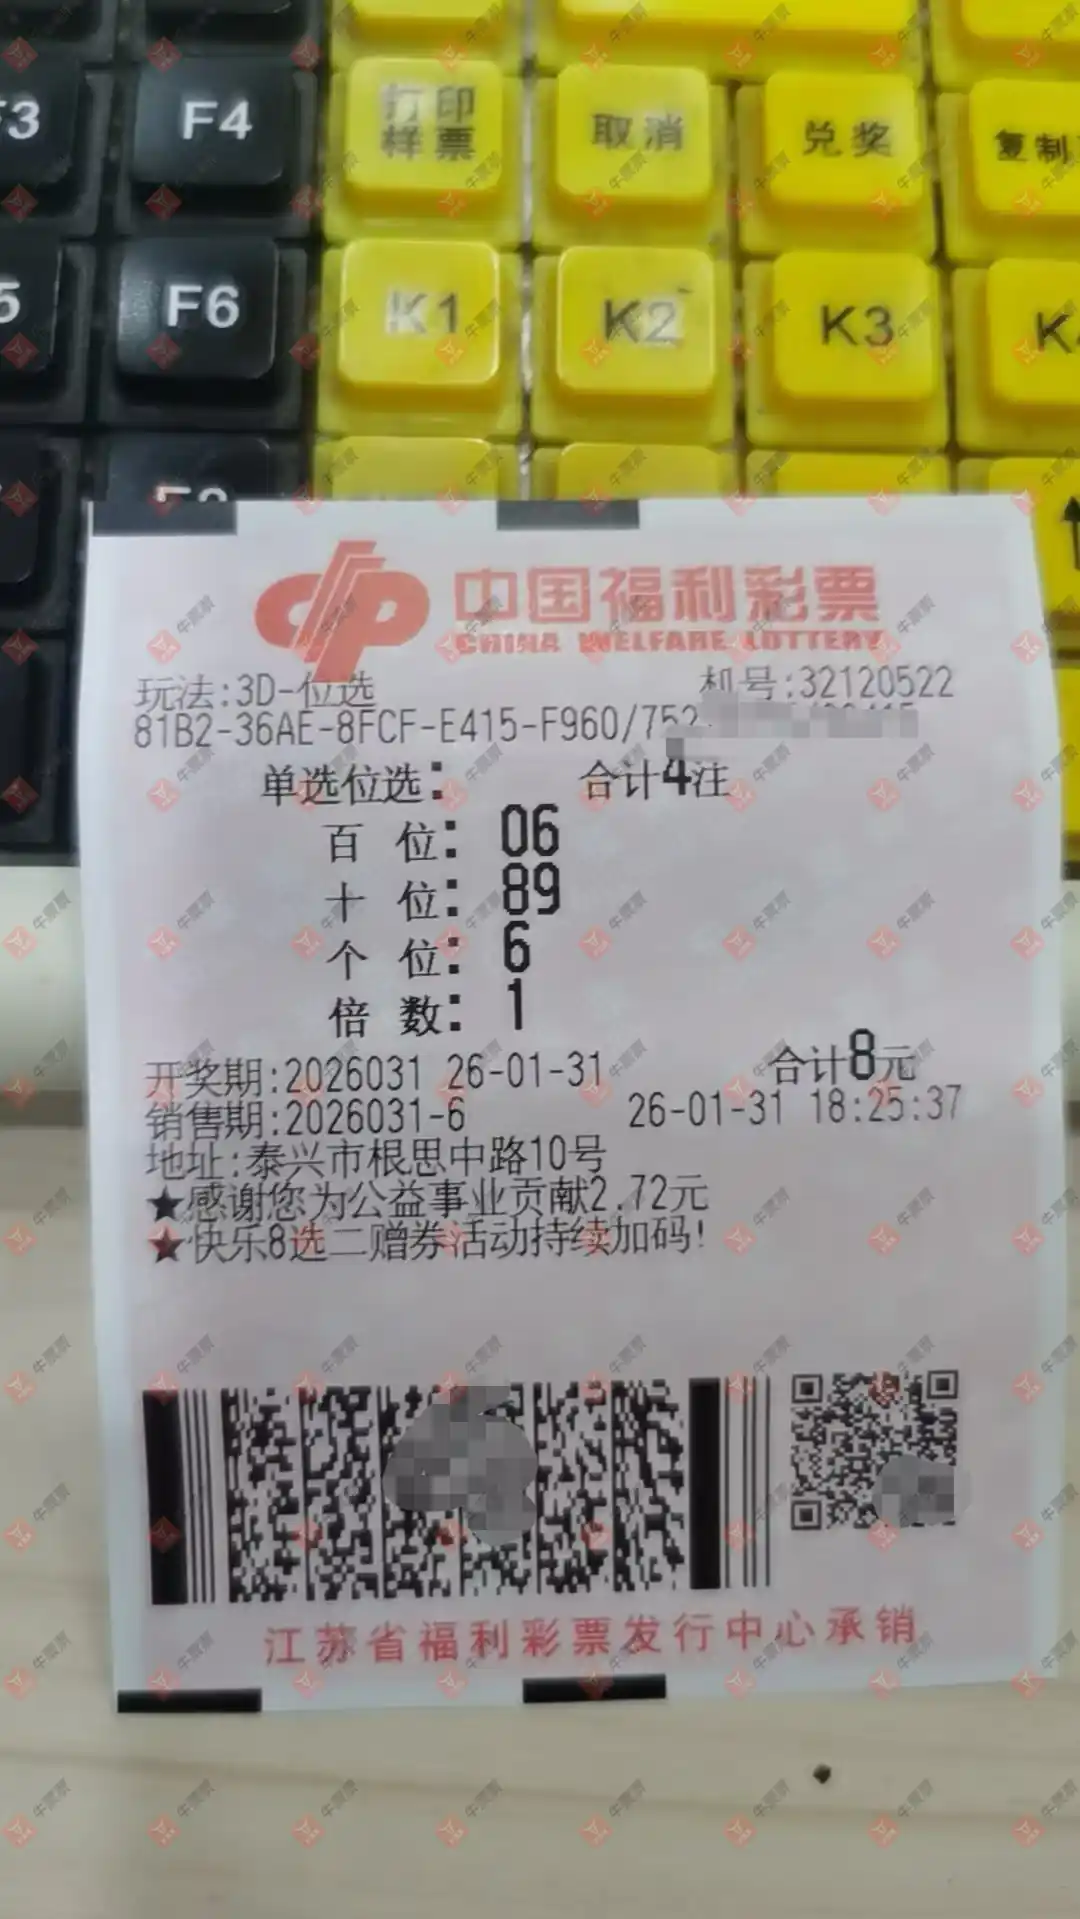 F3 F4 打印样票 取消 兑奖 复制
5 F6 K1 K2 K3 K
中国福利彩票
CHINA WELFARE LOTTERY
玩法:3D-位选 机号:32120522
81B2-36AE-8FCF-E415-F960/752
单选位选: 合计4注
百 位: 06
十 位: 89
个 位: 6
倍 数: 1
开奖期:2026031 26-01-31 合计8元
销售期:2026031-6 26-01-31 18:25:37
地址:泰兴市根思中路10号
★感谢您为公益事业贡献2.72元
★快乐8选二赠券活动持续加码!
江苏省福利彩票发行中心承销
牛票票